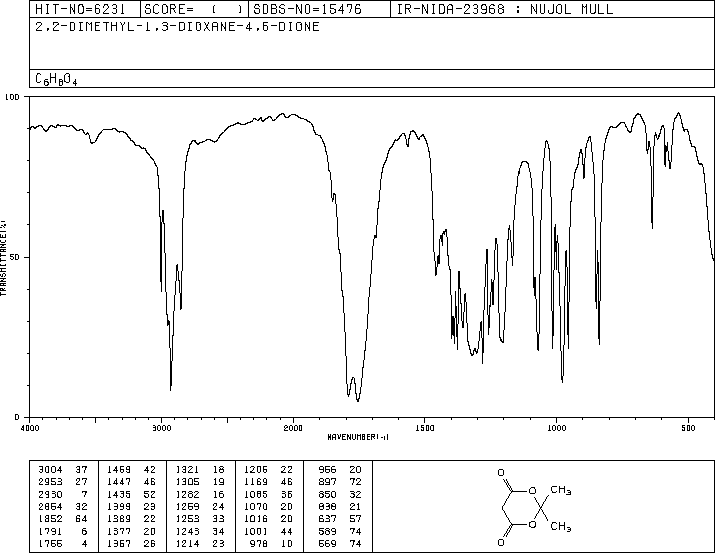 HIT-NO=6231 SCORE= ( ) SDBS-NO=15476 IR-NIDA-23968 : NUJOL MULL
2,2-DIMETHYL-1,3-DIOXANE-4,6-DIONE
C6H8O4
100
50
0
TRANSMITTANCE(%)
4000 3000 2000 1500 1000 500
WAVENUMBER(-1)
3004 37 1459 42 1321 18 1206 22 956 20
2953 27 1447 46 1305 19 1169 46 897 72
2930 7 1435 52 1282 16 1085 36 850 32
2854 32 1399 23 1259 24 1070 20 838 21
1852 64 1389 22 1253 33 1016 20 637 57
1791 6 1377 20 1243 34 1001 44 589 74
1756 4 1367 26 1214 23 978 10 569 74
O
O CH3
O CH3
O